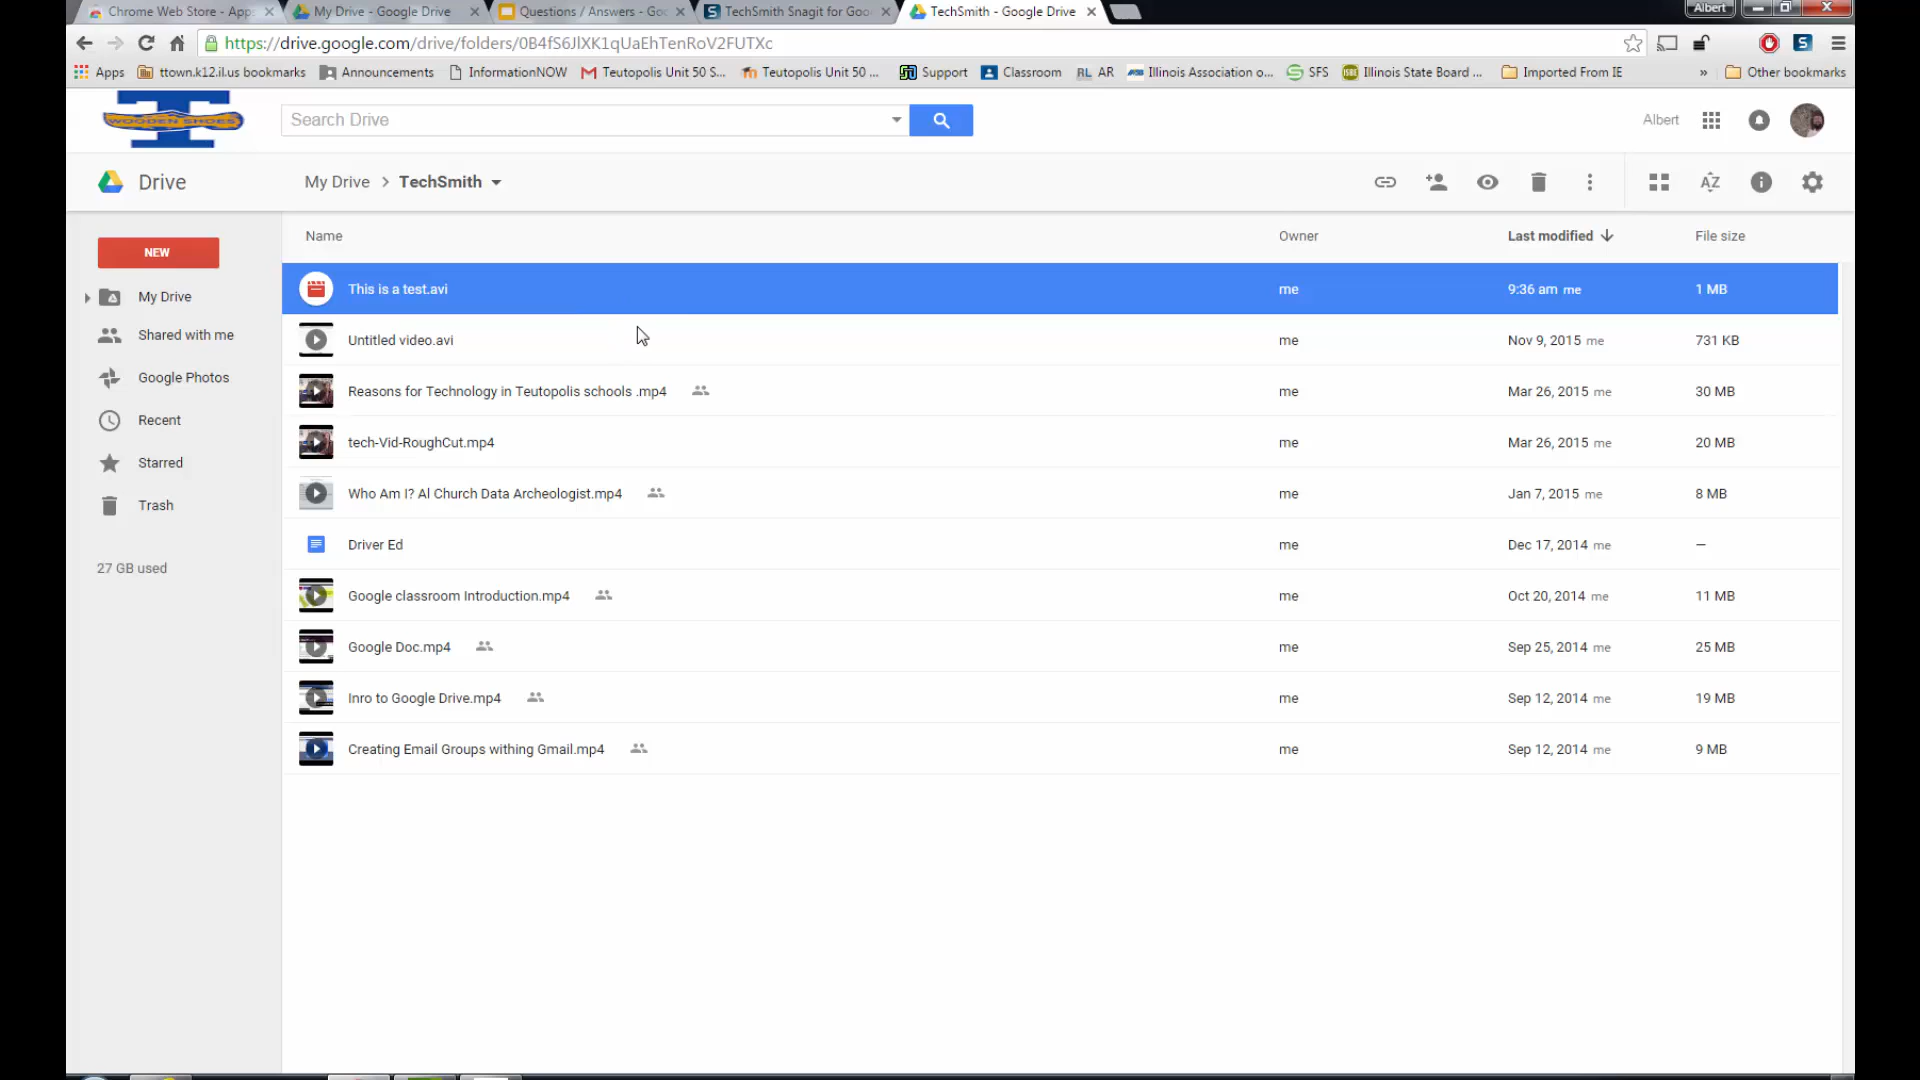 Chrome Web Store - App
My Drive - Google Drive
Questions / Answers - Goo
TechSmith Snagit for Goo
TechSmith - Google Drive
Albert
https://drive.google.com/drive/folders/0B4fS6JlXK1qUaEhTenRoV2FUTXc
Apps
ttown.k12.il.us bookmarks
Announcements
InformationNOW
Teutopolis Unit 50 S...
Teutopolis Unit 50 ...
Support
Classroom
RL AR
Illinois Association o...
SFS
Illinois State Board ...
Imported From IE
»
Other bookmarks
WOODEN SHOES
Search Drive
Albert
Drive
My Drive > TechSmith
AZ
NEW
My Drive
Shared with me
Google Photos
Recent
Starred
Trash
27 GB used
Name Owner Last modified File size
This is a test.avi me 9:36 am me 1 MB
Untitled video.avi me Nov 9, 2015 me 731 KB
Reasons for Technology in Teutopolis schools .mp4 me Mar 26, 2015 me 30 MB
tech-Vid-RoughCut.mp4 me Mar 26, 2015 me 20 MB
Who Am I? Al Church Data Archeologist.mp4 me Jan 7, 2015 me 8 MB
Driver Ed me Dec 17, 2014 me —
Google classroom Introduction.mp4 me Oct 20, 2014 me 11 MB
Google Doc.mp4 me Sep 25, 2014 me 25 MB
Inro to Google Drive.mp4 me Sep 12, 2014 me 19 MB
Creating Email Groups withing Gmail.mp4 me Sep 12, 2014 me 9 MB